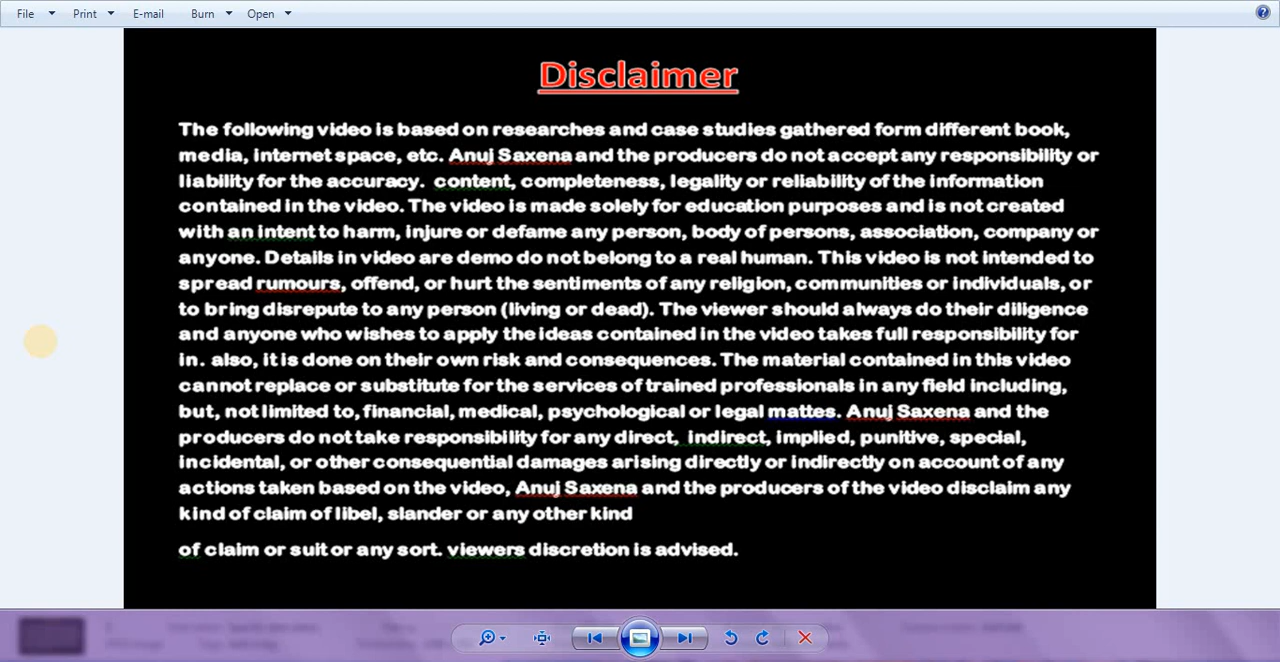 File Print E-mail Burn Open
Disclaimer
The following video is based on researches and case studies gathered form different book,
media, internet space, etc. Anuj Saxena and the producers do not accept any responsibility or
liability for the accuracy. content, completeness, legality or reliability of the information
contained in the video. The video is made solely for education purposes and is not created
with an intent to harm, injure or defame any person, body of persons, association, company or
anyone. Details in video are demo do not belong to a real human. This video is not intended to
spread rumours, offend, or hurt the sentiments of any religion, communities or individuals, or
to bring disrepute to any person (living or dead). The viewer should always do their diligence
and anyone who wishes to apply the ideas contained in the video takes full responsibility for
in. also, it is done on their own risk and consequences. The material contained in this video
cannot replace or substitute for the services of trained professionals in any field including,
but, not limited to, financial, medical, psychological or legal mattes. Anuj Saxena and the
producers do not take responsibility for any direct, indirect, implied, punitive, special,
incidental, or other consequential damages arising directly or indirectly on account of any
actions taken based on the video, Anuj Saxena and the producers of the video disclaim any
kind of claim of libel, slander or any other kind
of claim or suit or any sort. viewers discretion is advised.